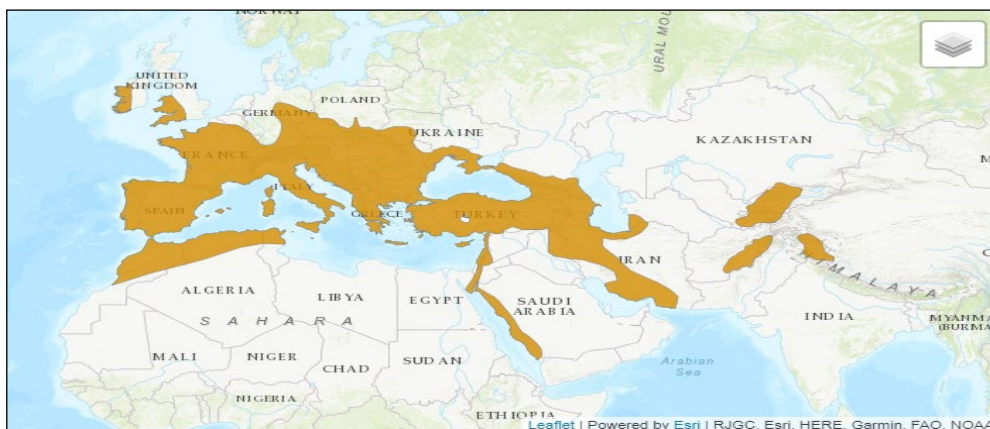 NORWAY
URAL MOU
UNITED
KINGDOM
POLAND
GERMANY
UKRAINE
KAZAKHSTAN
FRANCE
ITALY
SPAIN
GREECE
TURKEY
IRAN
HIMALAYA
ALGERIA
LIBYA
EGYPT
SAUDI
ARABIA
SAHARA
INDIA
MYANMA
(BURMA
MALI
NIGER
CHAD
SUDAN
Arabian
Sea
NIGERIA
ETHIOPIA
Leaflet | Powered by Esri | RJGC, Esri, HERE, Garmin, FAO, NOAA